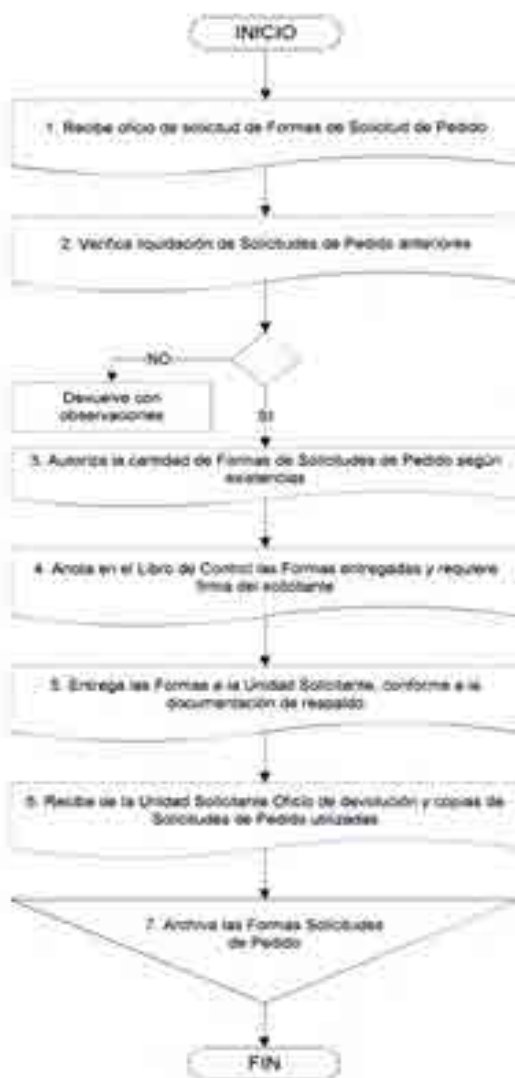 INICIO
1. Recibe oficio de solicitud de Formas de Solicitud de Pedido
2. Verifica liquidación de Solicitudes de Pedido anteriores
NO
Devuelve con
observaciones
SI
3. Autoriza la cantidad de Formas de Solicitudes de Pedido según
existencias
4. Anota en el Libro de Control las Formas entregadas y requiere
firma del solicitante
5. Entrega las Formas a la Unidad Solicitante, conforme a la
documentación de respaldo.
6. Recibe de la Unidad Solicitante Oficio de devolución y copias de
Solicitudes de Pedido utilizadas
7. Archiva las Formas Solicitudes
de Pedido
FIN